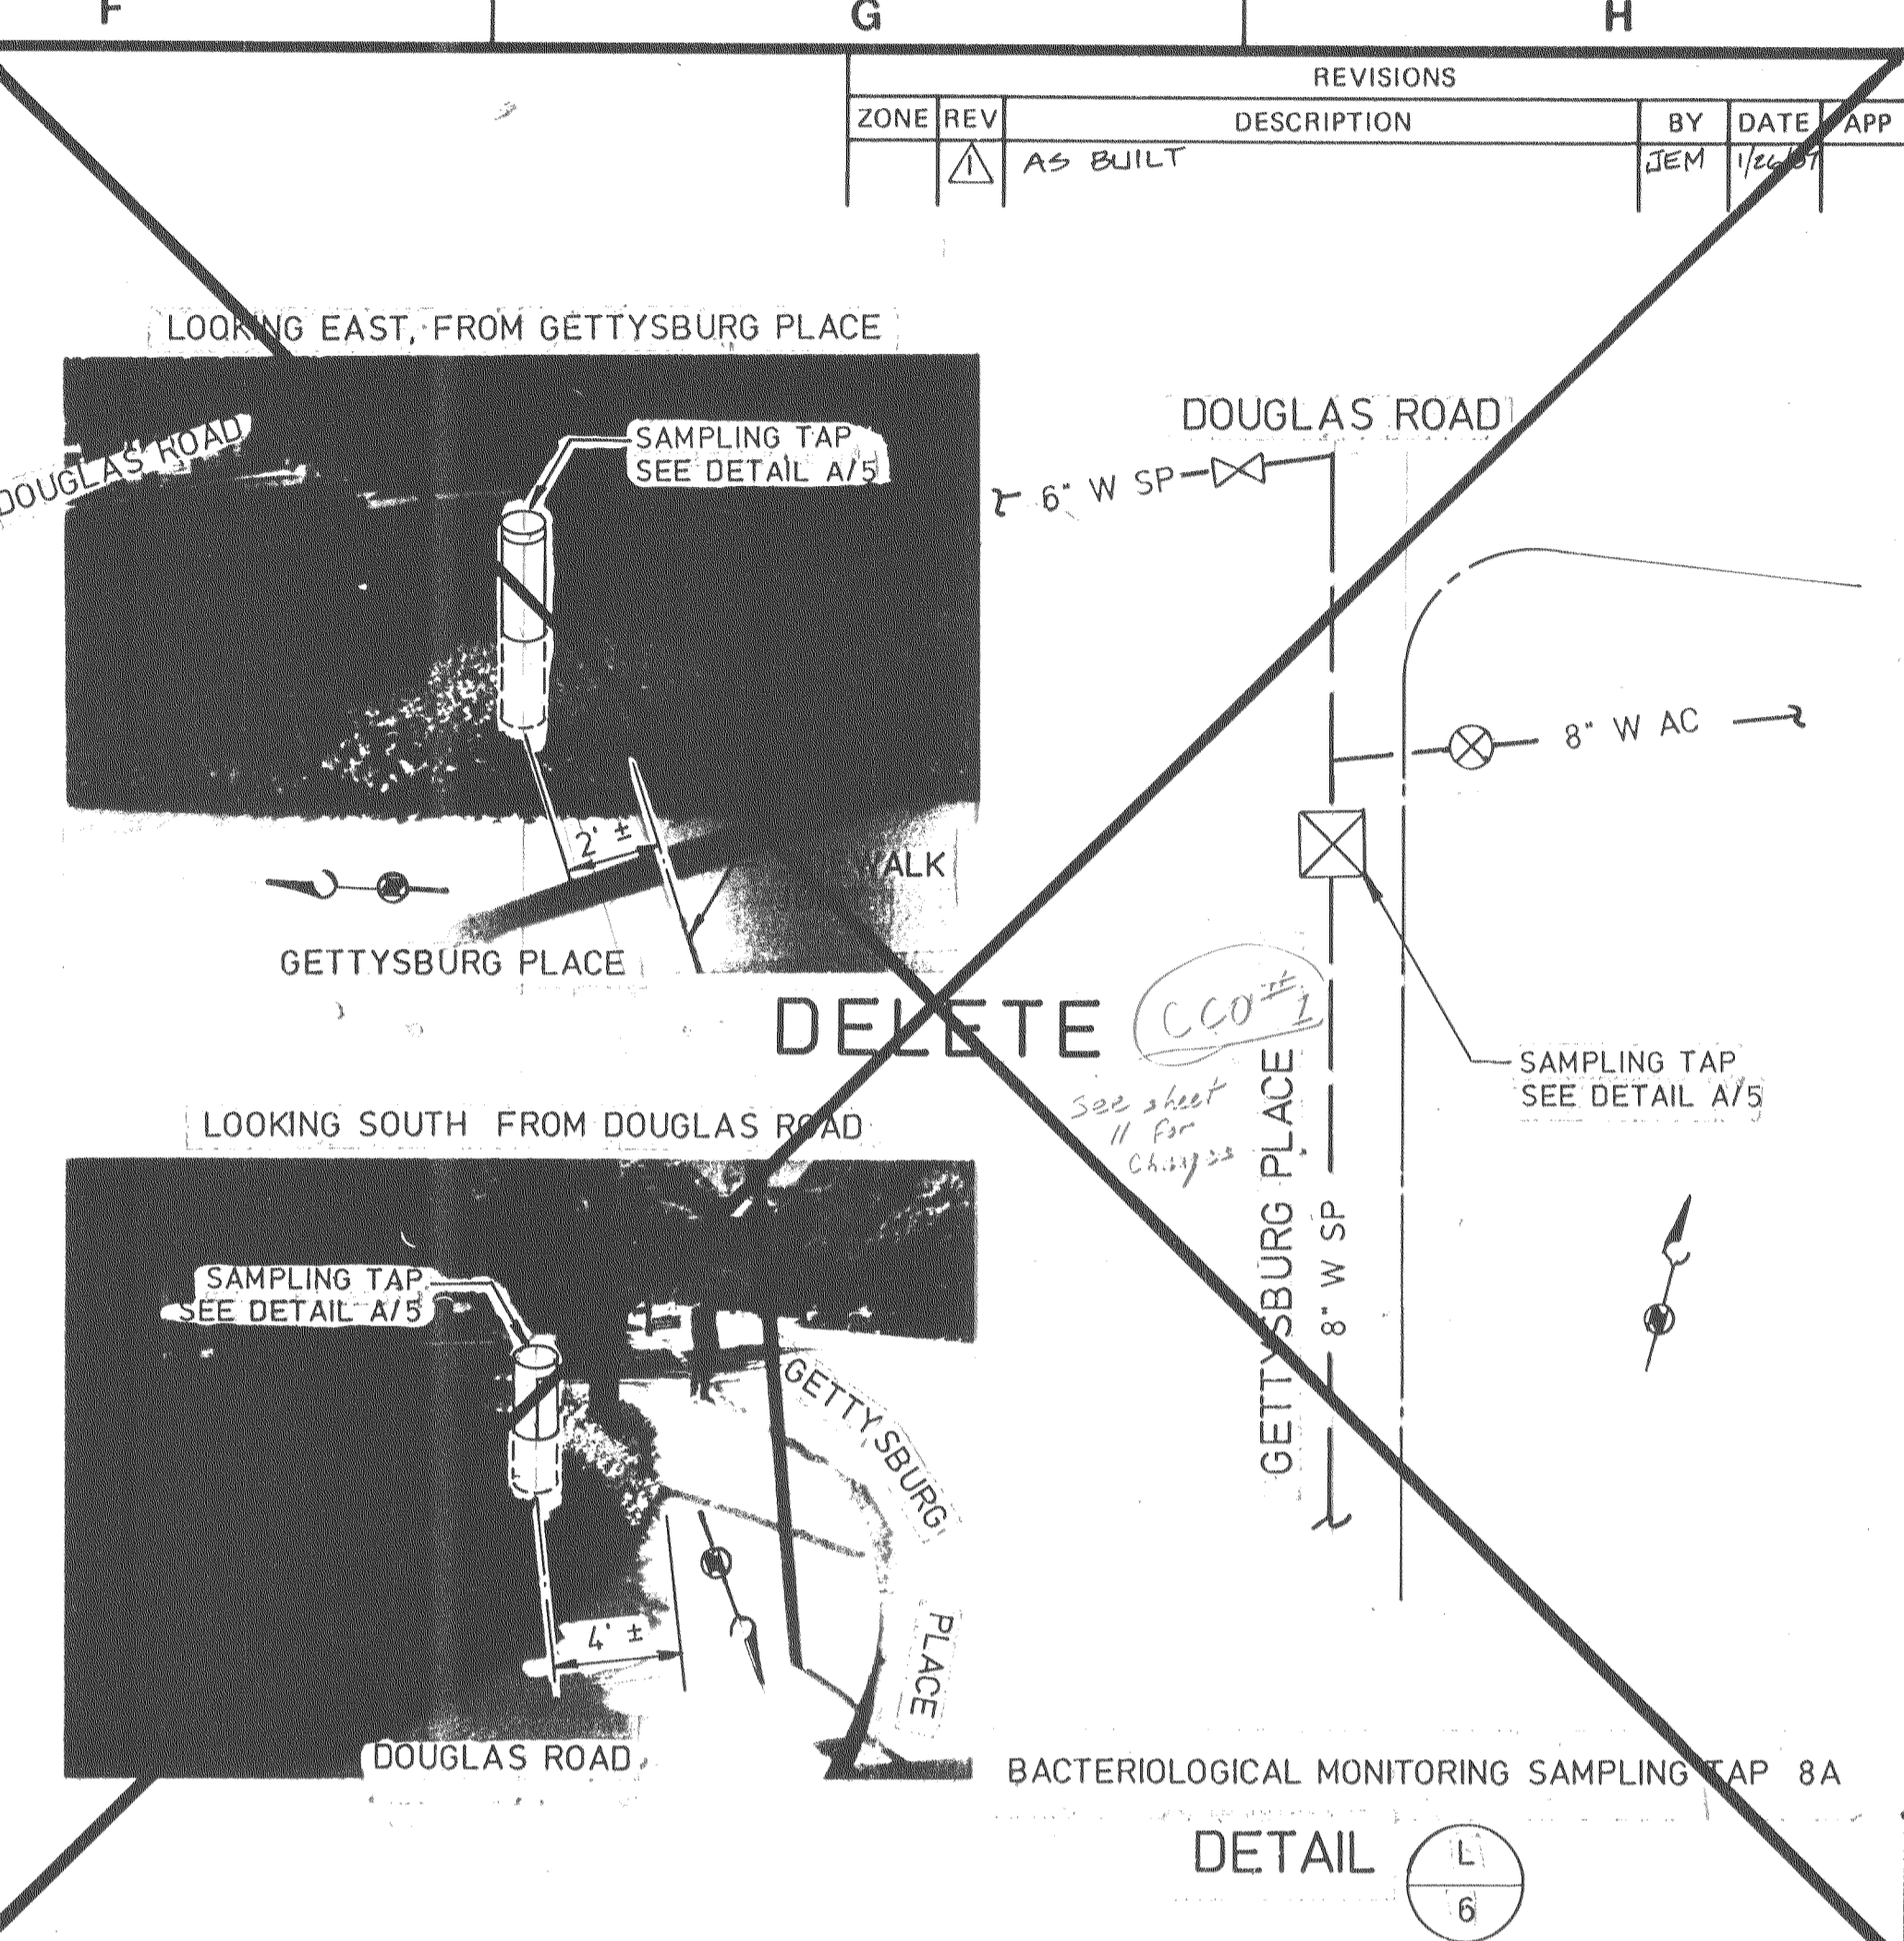 F G H
REVISIONS
ZONE REV DESCRIPTION BY DATE APP
1 AS BUILT JEM
LOOKING EAST, FROM GETTYSBURG PLACE
DOUGLAS ROAD
SAMPLING TAP
SEE DETAIL A/5
2' ±
WALK
GETTYSBURG PLACE
DOUGLAS ROAD
6" W SP
8" W AC
SAMPLING TAP
SEE DETAIL A/5
GETTYSBURG PLACE
8" W SP
DELETE
CCO #1
See sheet
11 for
Changes
LOOKING SOUTH FROM DOUGLAS ROAD
SAMPLING TAP
SEE DETAIL A/5
GETTYSBURG
PLACE
4' ±
DOUGLAS ROAD
BACTERIOLOGICAL MONITORING SAMPLING TAP 8A
DETAIL
L
6